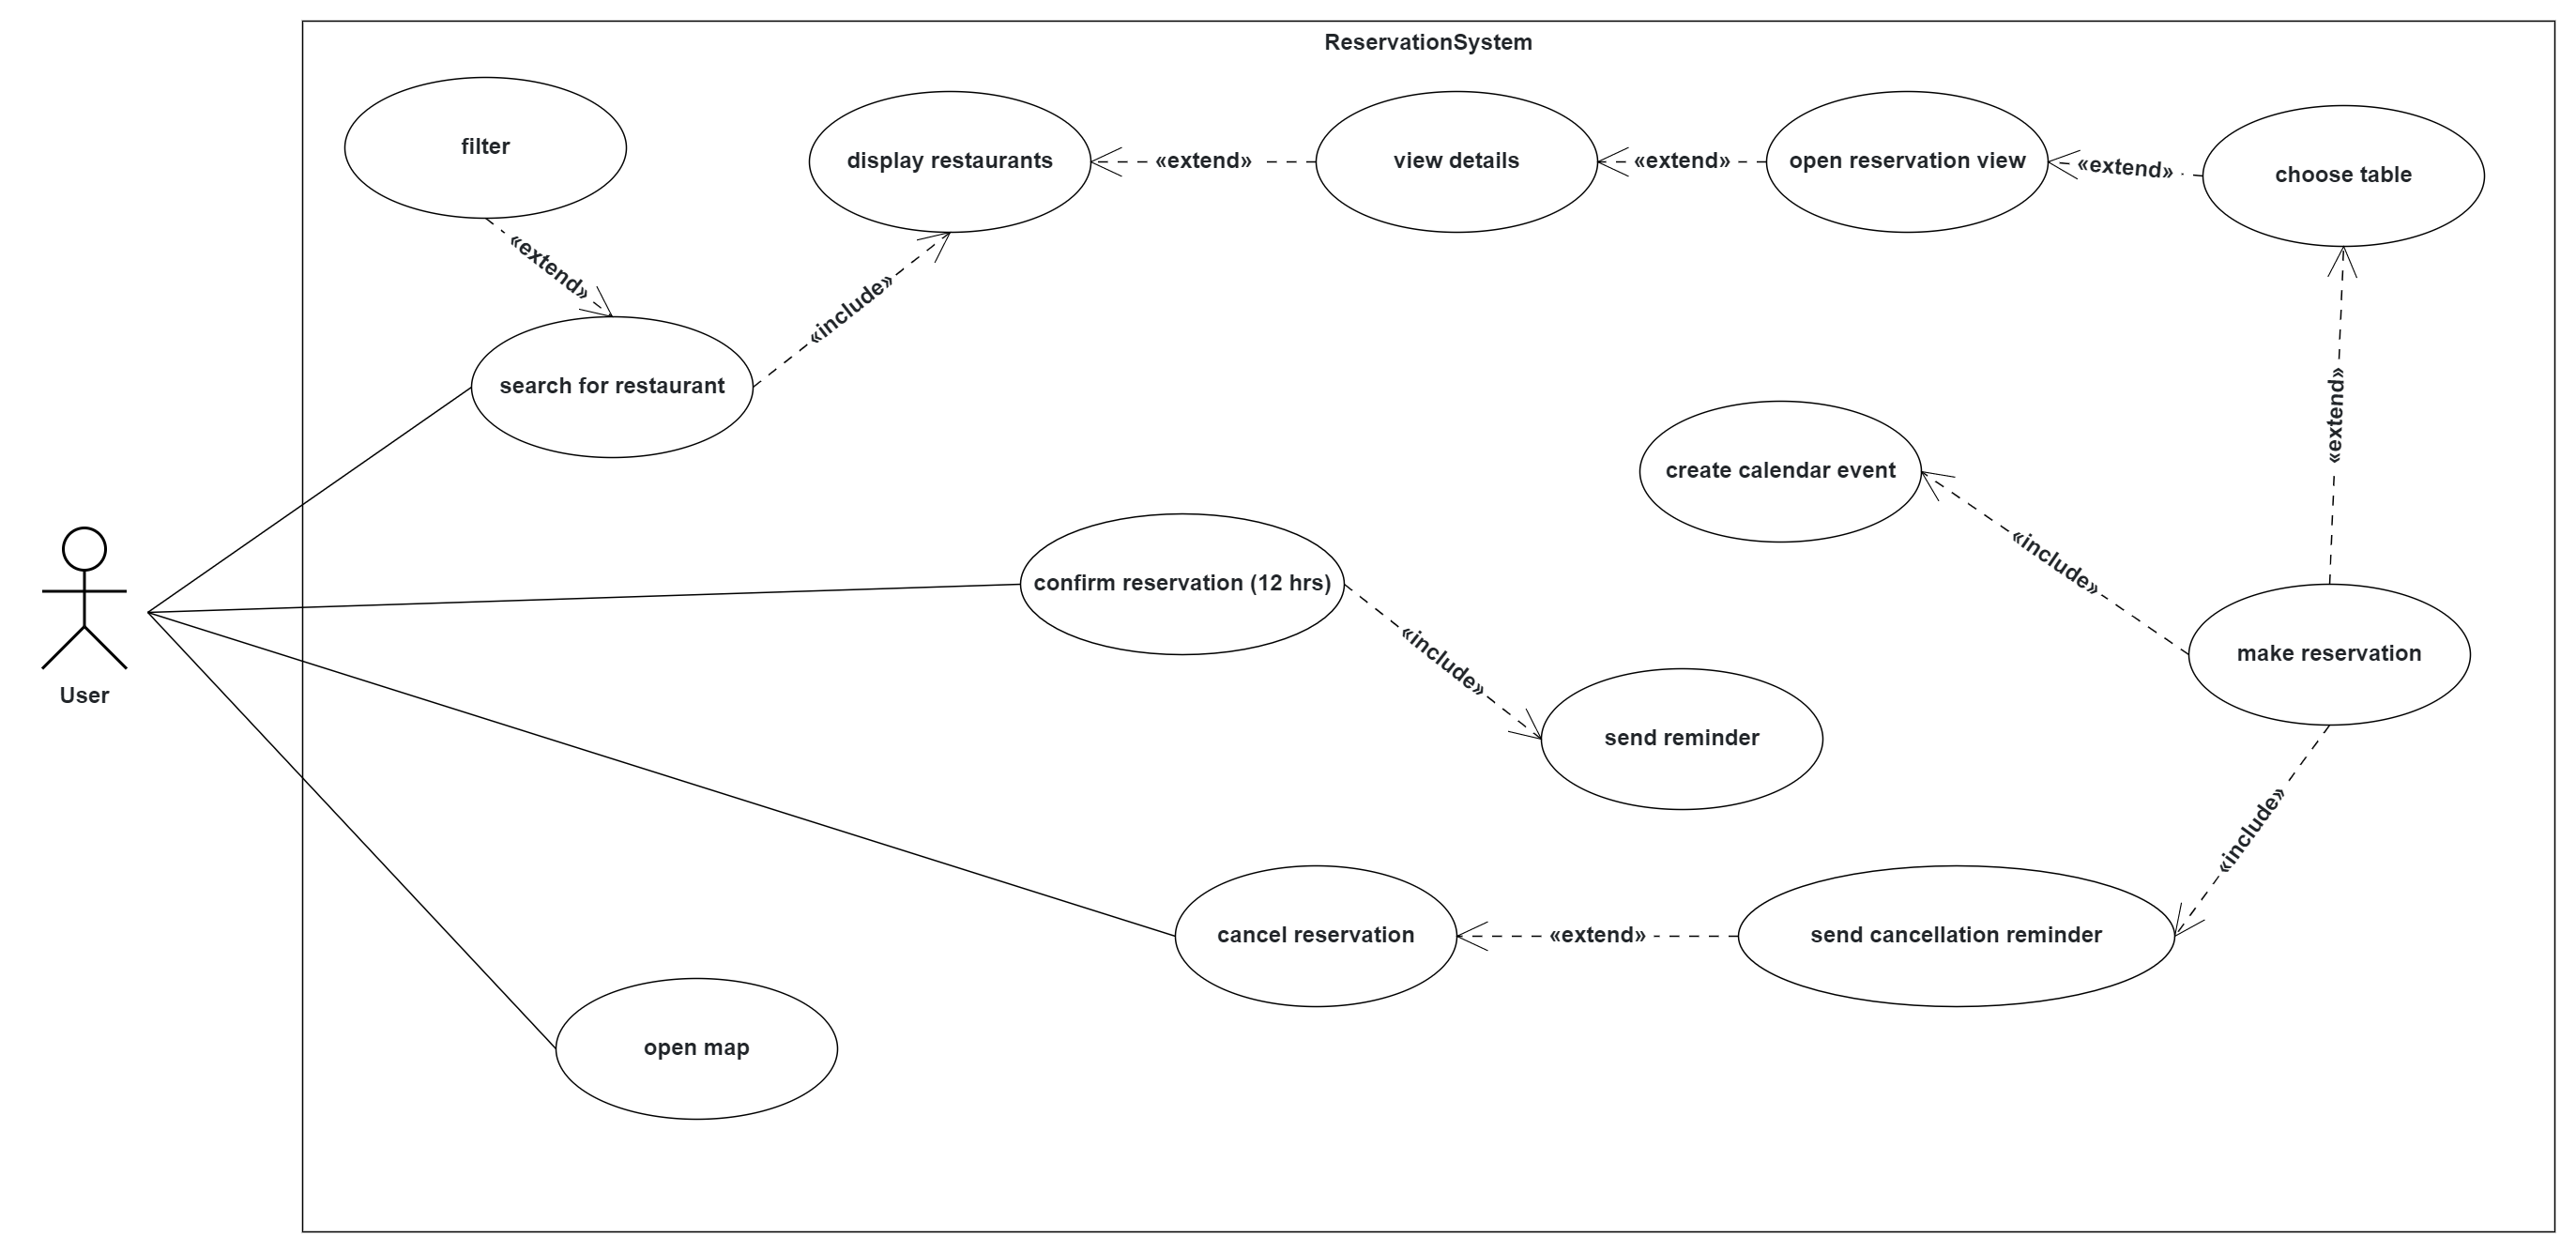 ReservationSystem
filter
display restaurants
«extend»
view details
«extend»
open reservation view
«extend»
choose table
«extend»
«include»
search for restaurant
«extend»
create calendar event
«include»
confirm reservation (12 hrs)
«include»
make reservation
User
send reminder
«include»
cancel reservation
«extend»
send cancellation reminder
open map